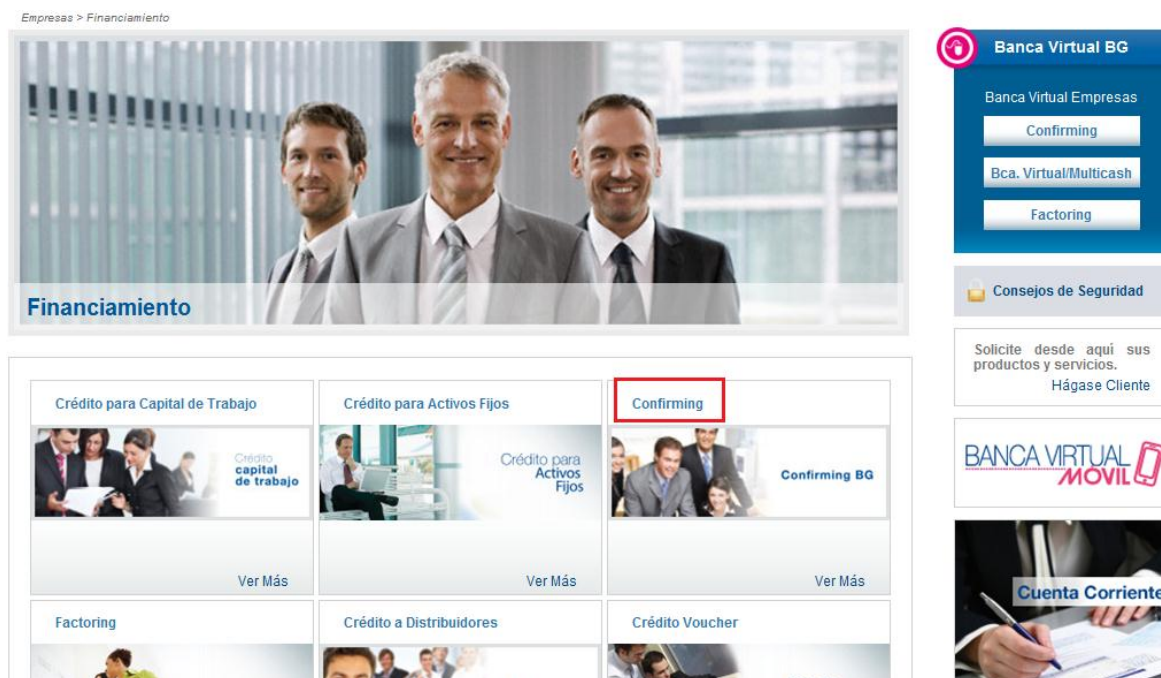 Empresas > Financiamiento
Financiamiento
Crédito para Capital de Trabajo
Crédito
capital
de trabajo
Ver Más
Crédito para Activos Fijos
Crédito para
Activos
Fijos
Ver Más
Confirming
Confirming BG
Ver Más
Factoring
Crédito a Distribuidores
Crédito Voucher
Banca Virtual BG
Banca Virtual Empresas
Confirming
Bca. Virtual/Multicash
Factoring
Consejos de Seguridad
Solicite desde aquí sus
productos y servicios.
Hágase Cliente
BANCA VIRTUAL
MÓVIL
Cuenta Corriente